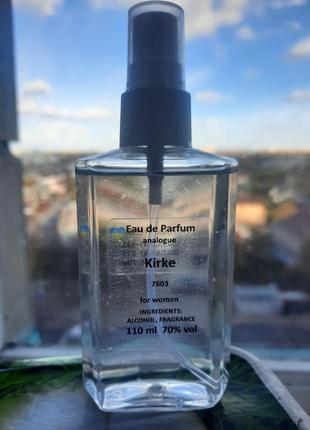 Eau de Parfum
analogue
Kirke
7603
for women
INGREDIENTS:
ALCOHOL, FRAGRANCE
110 ml 70% vol